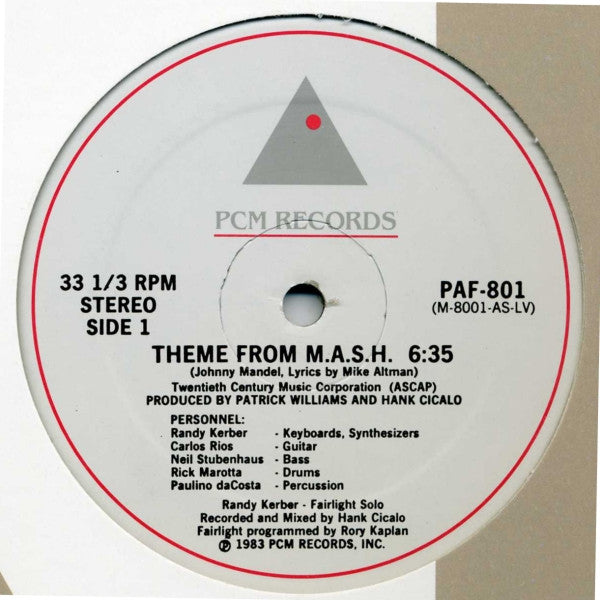 PCM RECORDS
33 1/3 RPM
STEREO
SIDE 1
PAF-801
(M-8001-AS-LV)
THEME FROM M.A.S.H. 6:35
(Johnny Mandel, Lyrics by Mike Altman)
Twentieth Century Music Corporation (ASCAP)
PRODUCED BY PATRICK WILLIAMS AND HANK CICALO
PERSONNEL:
Randy Kerber - Keyboards, Synthesizers
Carlos Rios - Guitar
Neil Stubenhaus - Bass
Rick Marotta - Drums
Paulino daCosta - Percussion
Randy Kerber - Fairlight Solo
Recorded and Mixed by Hank Cicalo
Fairlight programmed by Rory Kaplan
℗ 1983 PCM RECORDS, INC.